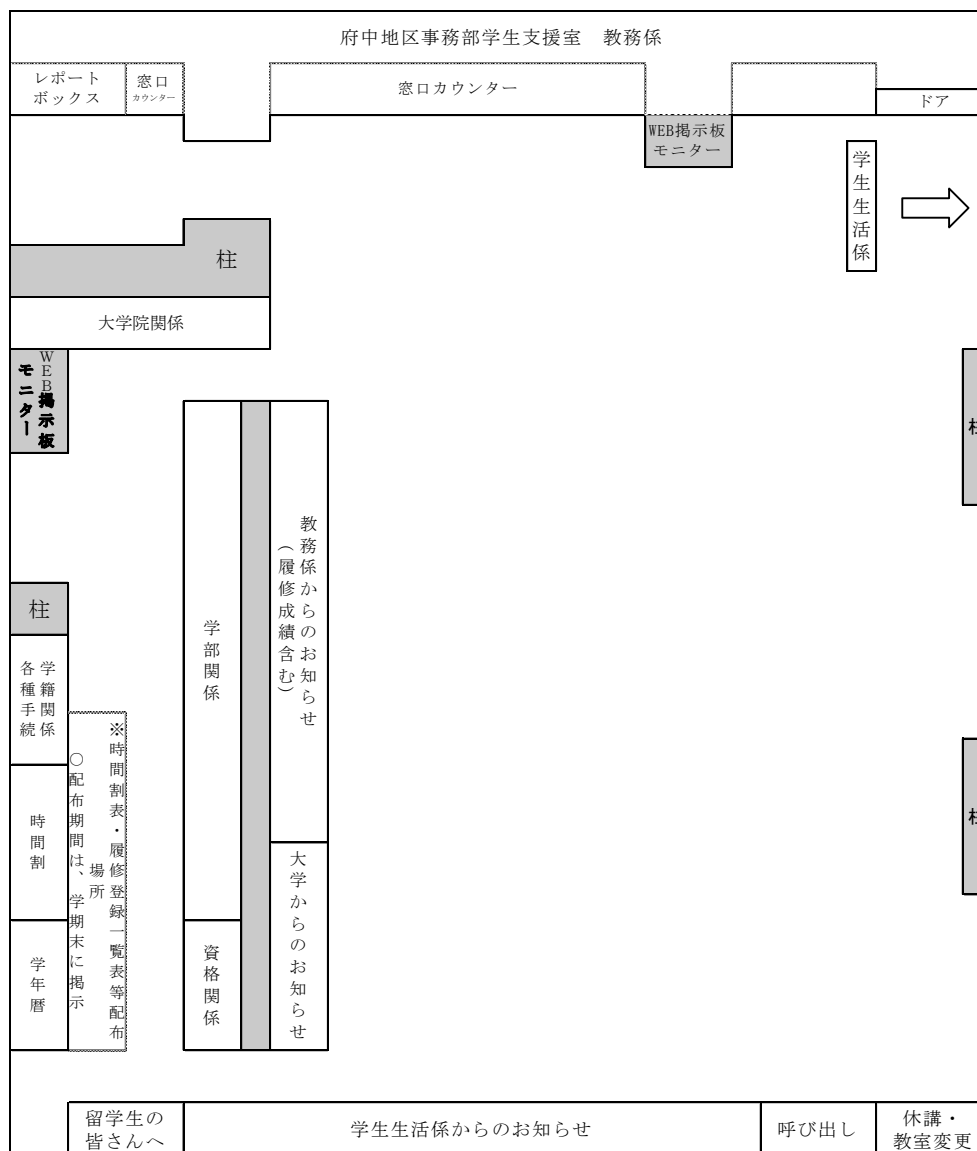 府中地区事務部学生支援室　教務係
レポート
ボックス
窓口
カウンター
窓口カウンター
ドア
WEB掲示板
モニター
学生生活係
柱
大学院関係
WEB掲示板
モニター
柱
教務係からのお知らせ
（履修成績含む）
学部関係
柱
学籍関係
各種手続
※時間割表・履修登録一覧表等配布
場所
○配布期間は、学期末に掲示
時間割
柱
大学からのお知らせ
資格関係
学年暦
留学生の
皆さんへ
学生生活係からのお知らせ
呼び出し
休講・
教室変更